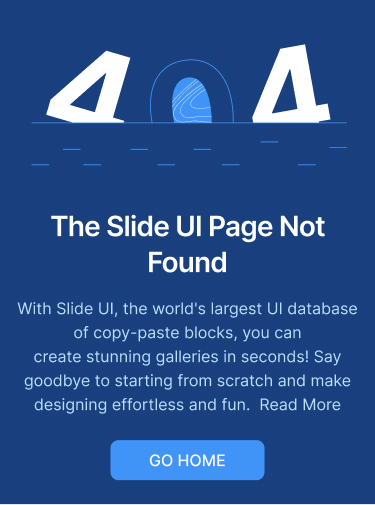 404
The Slide UI Page Not
Found
With Slide UI, the world's largest UI database
of copy-paste blocks, you can
create stunning galleries in seconds! Say
goodbye to starting from scratch and make
designing effortless and fun.  Read More
GO HOME